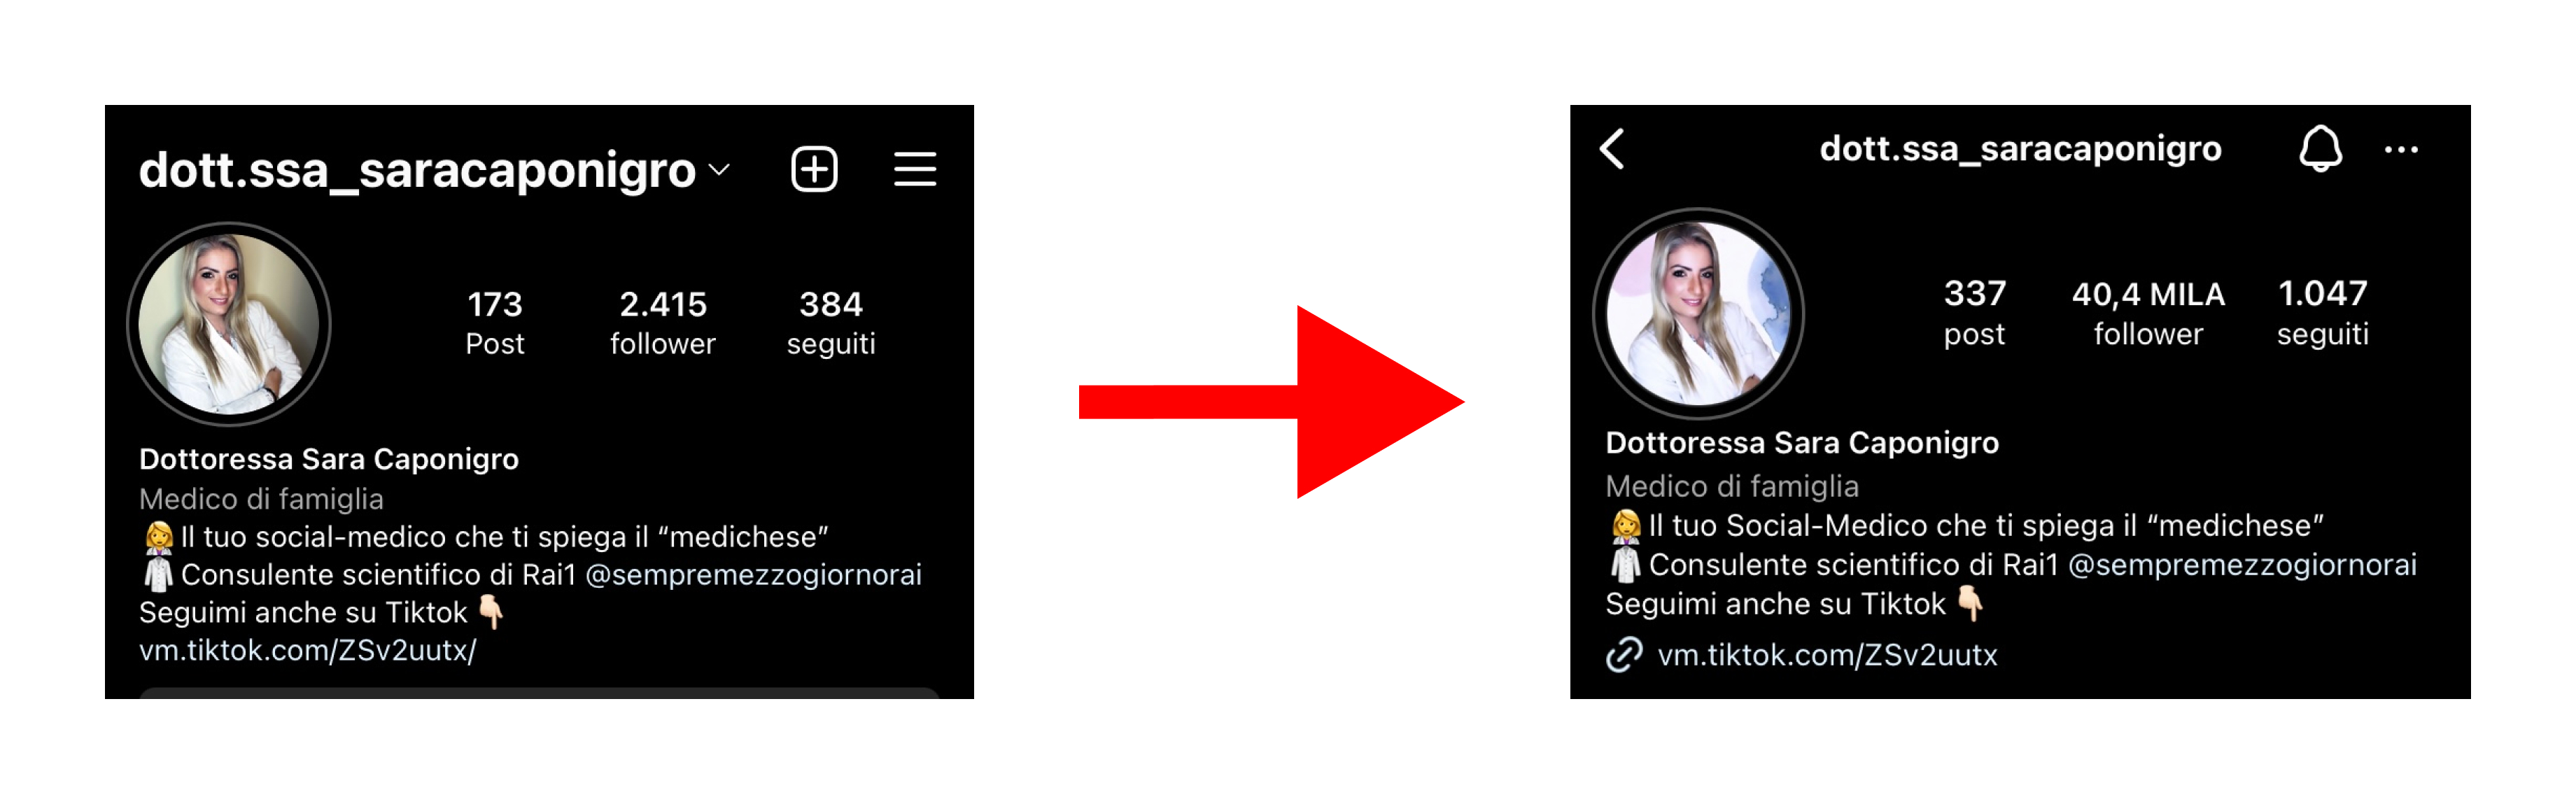 dott.ssa_saracaponigro
173 2.415 384
Post follower seguiti
Dottoressa Sara Caponigro
Medico di famiglia
Il tuo social-medico che ti spiega il “medichese”
Consulente scientifico di Rai1 @sempremezzogiornorai
Seguimi anche su Tiktok
vm.tiktok.com/ZSv2uutx/
dott.ssa_saracaponigro
337 40,4 MILA 1.047
post follower seguiti
Dottoressa Sara Caponigro
Medico di famiglia
Il tuo Social-Medico che ti spiega il “medichese”
Consulente scientifico di Rai1 @sempremezzogiornorai
Seguimi anche su Tiktok
vm.tiktok.com/ZSv2uutx